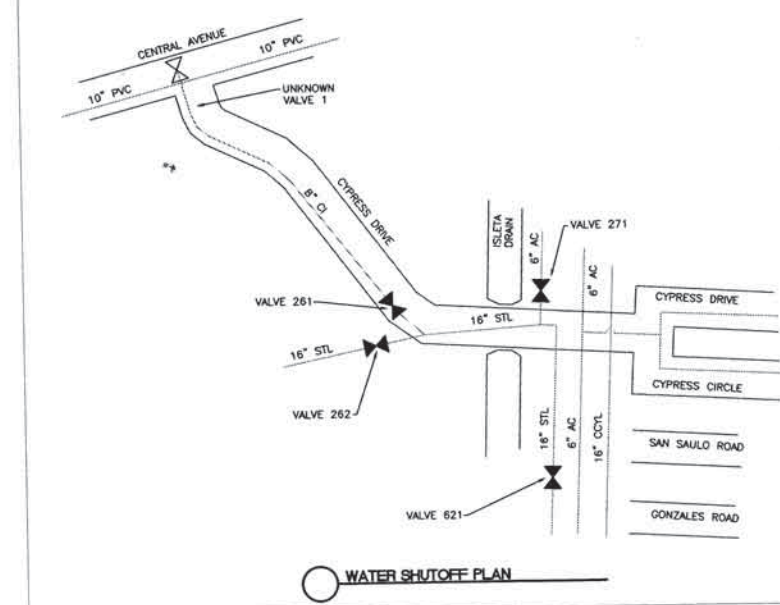 CENTRAL AVENUE
10" PVC
10" PVC
UNKNOWN
VALVE 1
CYPRESS DRIVE
8" CI
ISLETA
DRAIN
6" AC
VALVE 271
6" AC
VALVE 261
16" STL
CYPRESS DRIVE
16" STL
CYPRESS CIRCLE
VALVE 262
16" STL
6" AC
16" CCYL
SAN SAULO ROAD
VALVE 621
GONZALES ROAD
WATER SHUTOFF PLAN